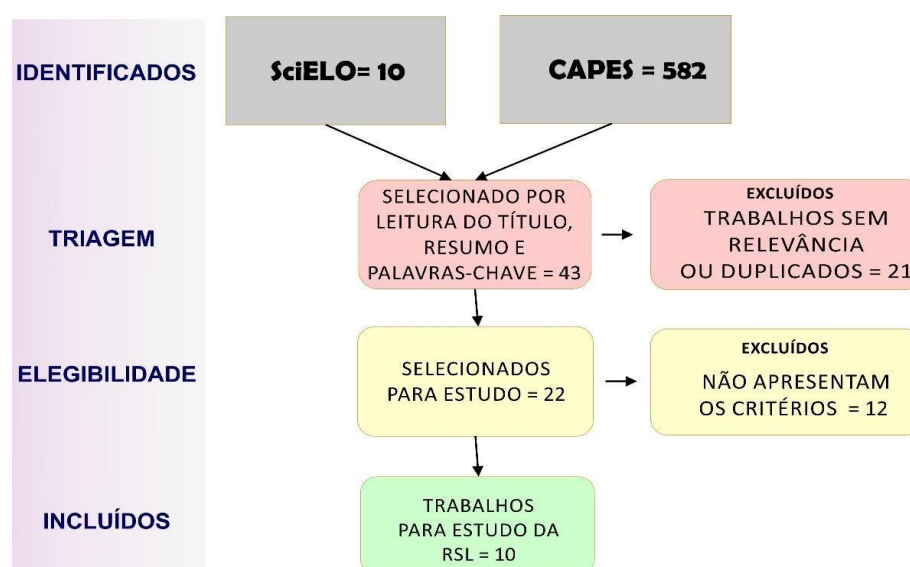 IDENTIFICADOS
SciELO= 10
CAPES = 582
TRIAGEM
SELECIONADO POR
LEITURA DO TÍTULO,
RESUMO E
PALAVRAS-CHAVE = 43
EXCLUÍDOS
TRABALHOS SEM
RELEVÂNCIA
OU DUPLICADOS = 21
ELEGIBILIDADE
SELECIONADOS
PARA ESTUDO = 22
EXCLUÍDOS
NÃO APRESENTAM
OS CRITÉRIOS = 12
INCLUÍDOS
TRABALHOS
PARA ESTUDO DA
RSL = 10